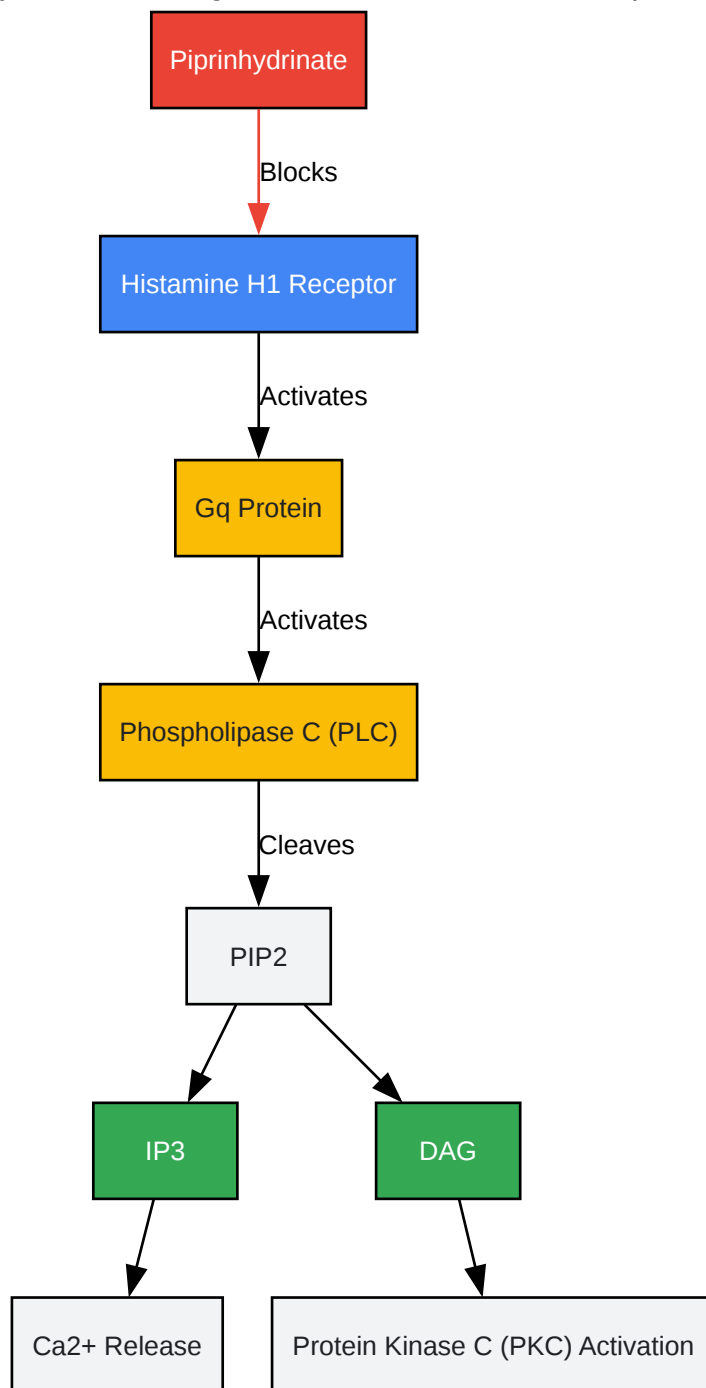 Piprinhydrinate
Blocks
Histamine H1 Receptor
Activates
Gq Protein
Activates
Phospholipase C (PLC)
Cleaves
PIP2
IP3
DAG
Ca2+ Release
Protein Kinase C (PKC) Activation